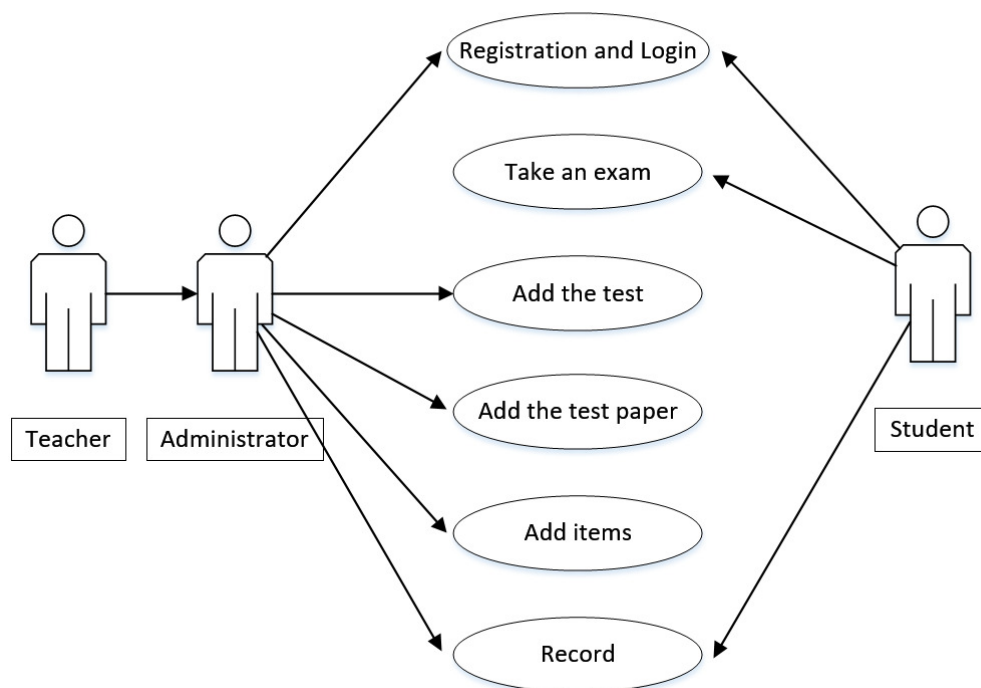 Registration and Login
Take an exam
Add the test
Add the test paper
Teacher
Administrator
Student
Add items
Record